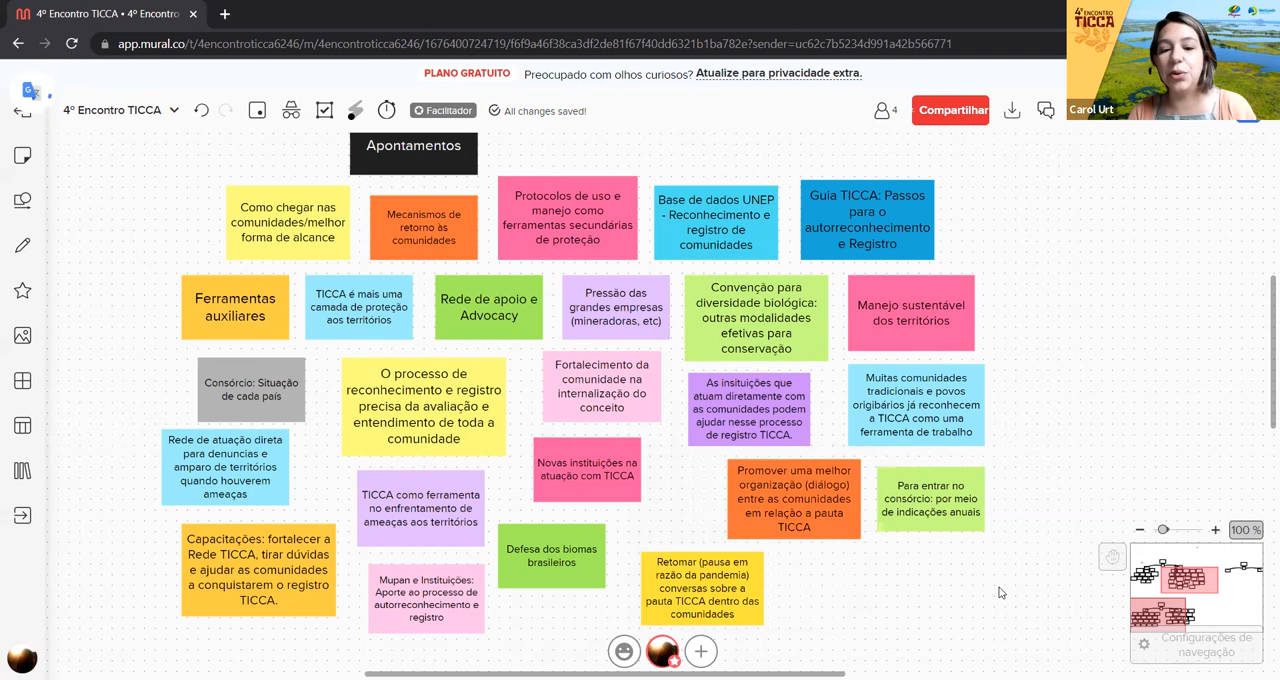 4º Encontro TICCA • 4º Encontro
app.mural.co/t/4encontroticca6246/m/4encontroticca6246/1676400724719/f6f9a46f38ca3df2de81f67f40dd6321b1ba782e?sender=uc62c7b5234d991a42b566771
4º ENCONTRO
TICCA
Carol Urt
PLANO GRATUITO Preocupado com olhos curiosos? Atualize para privacidade extra.
4º Encontro TICCA
Facilitador
All changes saved!
4
Compartilhar
Apontamentos
Como chegar nas
comunidades/melhor
forma de alcance
Mecanismos de
retorno às
comunidades
Protocolos de uso e
manejo como
ferramentas secundárias
de proteção
Base de dados UNEP
- Reconhecimento e
registro de
comunidades
Guia TICCA: Passos
para o
autorreconhecimento
e Registro
Ferramentas
auxiliares
TICCA é mais uma
camada de proteção
aos territórios
Rede de apoio e
Advocacy
Pressão das
grandes empresas
(mineradoras, etc)
Convenção para
diversidade biológica:
outras modalidades
efetivas para
conservação
Manejo sustentável
dos territórios
Consórcio: Situação
de cada país
O processo de
reconhecimento e registro
precisa da avaliação e
entendimento de toda a
comunidade
Fortalecimento da
comunidade na
internalização do
conceito
As insituições que
atuam diretamente com
as comunidades podem
ajudar nesse processo
de registro TICCA.
Muitas comunidades
tradicionais e povos
origibários já reconhecem
a TICCA como uma
ferramenta de trabalho
Rede de atuação direta
para denuncias e
amparo de territórios
quando houverem
ameaças
TICCA como ferramenta
no enfrentamento de
ameaças aos territórios
Novas instituições na
atuação com TICCA
Promover uma melhor
organização (diálogo)
entre as comunidades
em relação a pauta
TICCA
Para entrar no
consórcio: por meio
de indicações anuais
Capacitações: fortalecer a
Rede TICCA, tirar dúvidas
e ajudar as comunidades
a conquistarem o registro
TICCA.
Mupan e Instituições:
Aporte ao processo de
autorreconhecimento e
registro
Defesa dos biomas
brasileiros
Retomar (pausa em
razão da pandemia)
conversas sobre a
pauta TICCA dentro das
comunidades
100 %
Configurações de
navegação